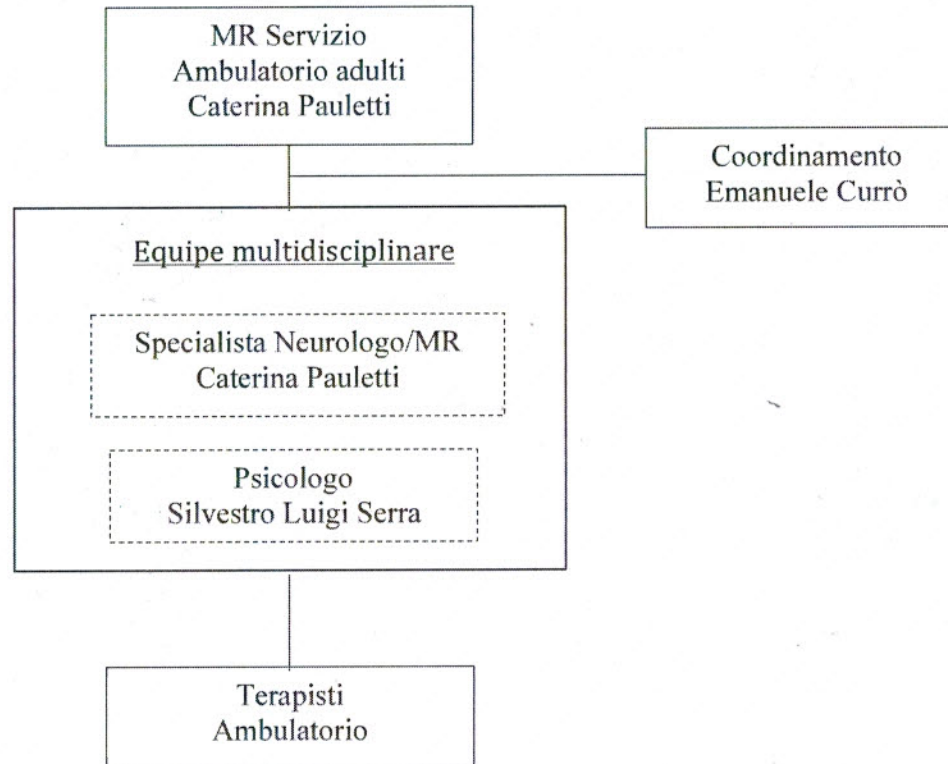 MR Servizio
Ambulatorio adulti
Caterina Pauletti
Coordinamento
Emanuele Currò
Equipe multidisciplinare
Specialista Neurologo/MR
Caterina Pauletti
Psicologo
Silvestro Luigi Serra
Terapisti
Ambulatorio